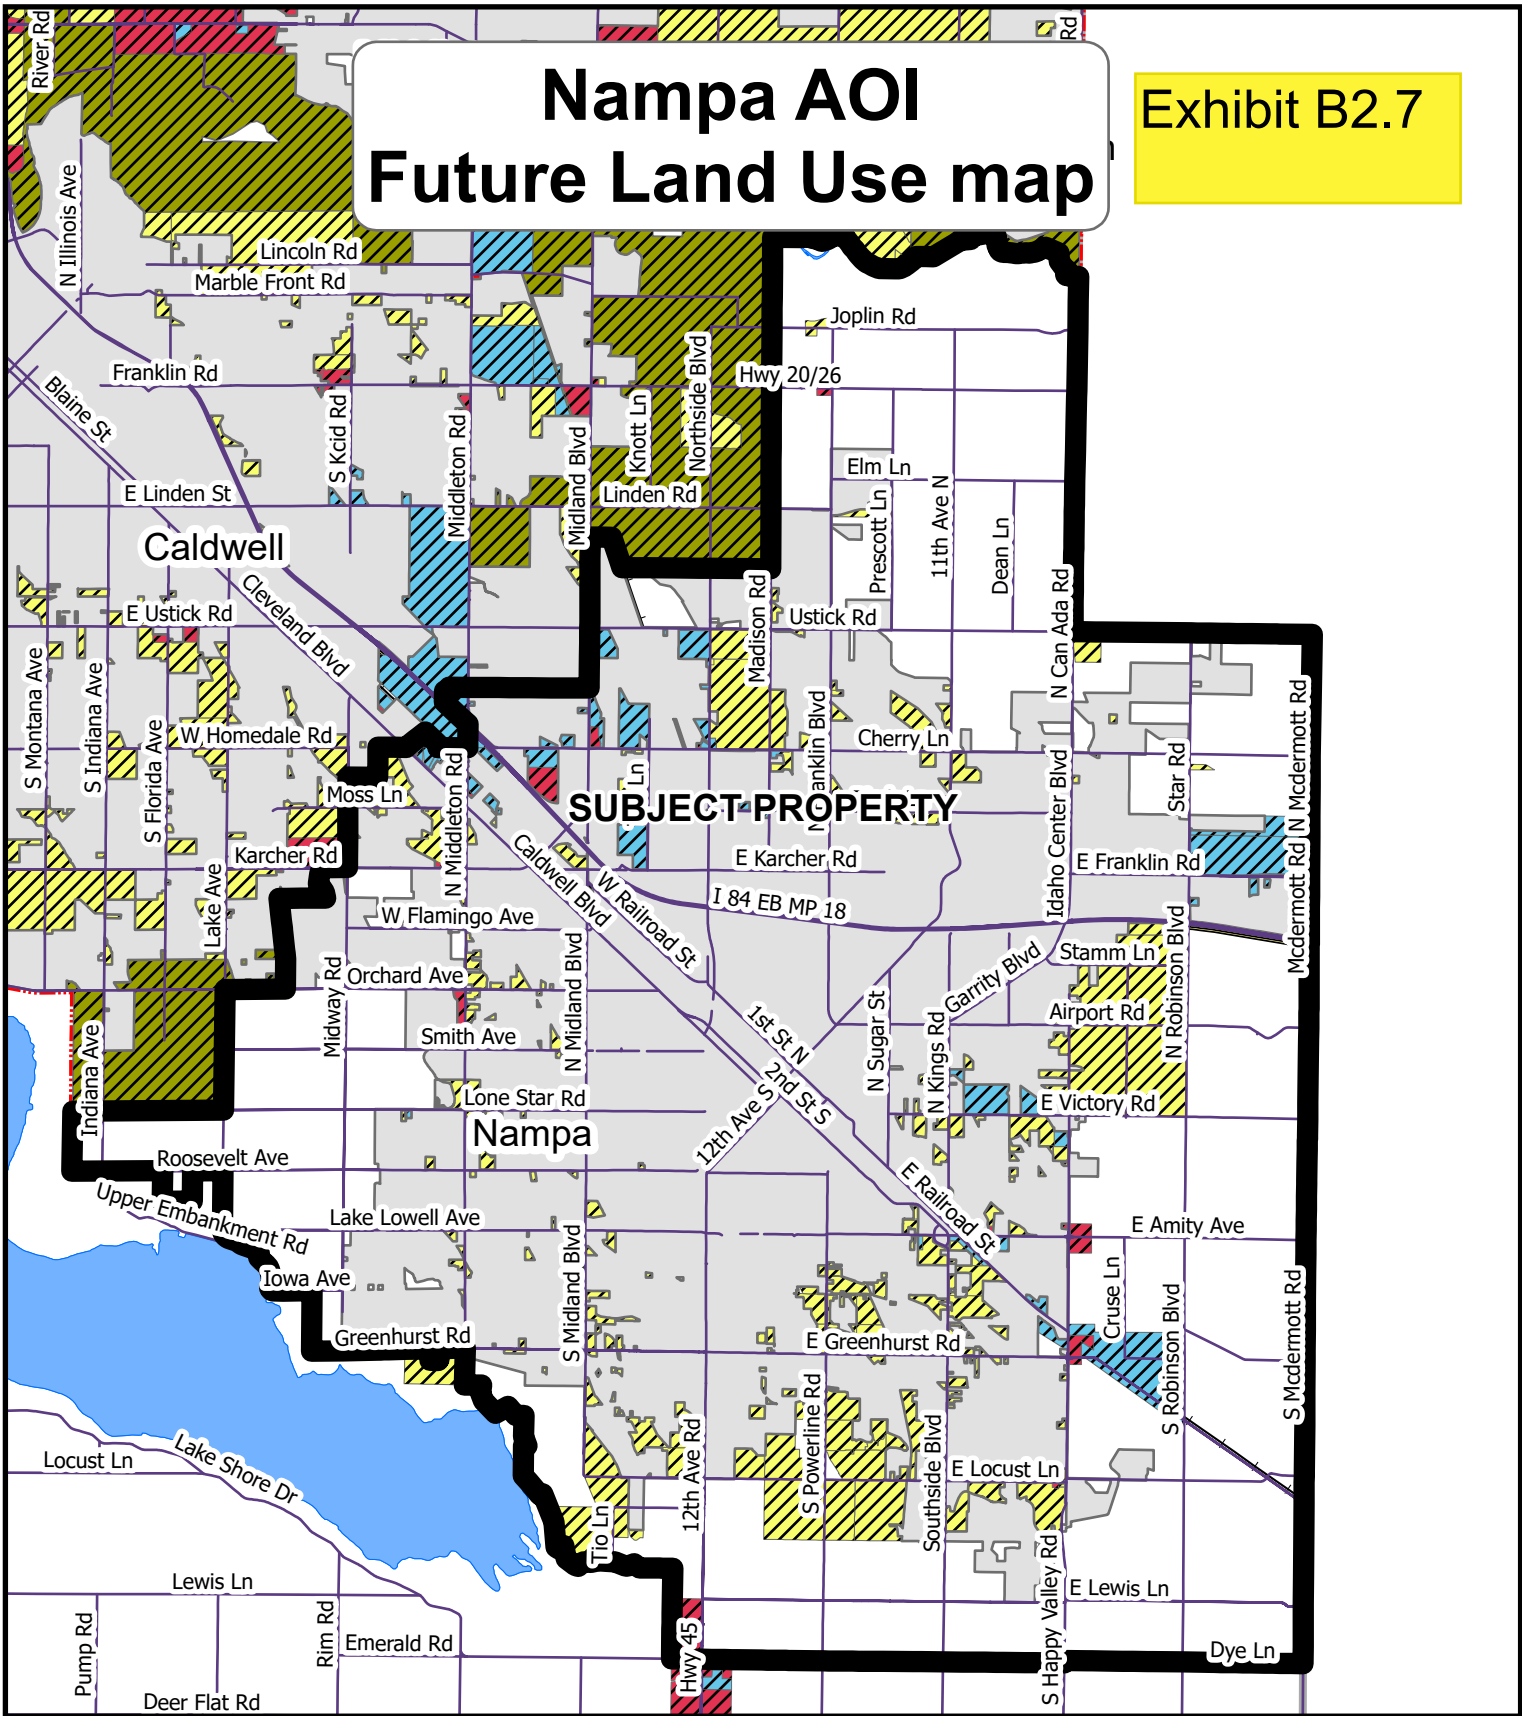 River Rd
Rd
Nampa AOI
Future Land Use map
Exhibit B2.7
N Illinois Ave
Lincoln Rd
Marble Front Rd
Joplin Rd
Franklin Rd
Hwy 20/26
Northside Blvd
Blaine St
S Kcid Rd
Middleton Rd
Midland Blvd
Knott Ln
Elm Ln
E Linden St
Linden Rd
Prescott Ln
11th Ave N
Dean Ln
Caldwell
Cleveland Blvd
E Ustick Rd
Madison Rd
Ustick Rd
N Can Ada Rd
S Montana Ave
S Indiana Ave
S Florida Ave
W Homedale Rd
Cherry Ln
Star Rd
N Mcdermott Rd
Moss Ln
N Middleton Rd
Ln
SUBJECT PROPERTY
Idaho Center Blvd
Karcher Rd
Caldwell Blvd
E Karcher Rd
E Franklin Rd
Lake Ave
W Flamingo Ave
W Railroad St
I 84 EB MP 18
Mcdermott Rd
Midway Rd
Orchard Ave
N Midland Blvd
Garrity Blvd
Stamm Ln
N Robinson Blvd
Smith Ave
1st St N
N Sugar St
Airport Rd
Indiana Ave
Lone Star Rd
2nd St S
N Kings Rd
E Victory Rd
Nampa
12th Ave S
Roosevelt Ave
Upper Embankment Rd
Lake Lowell Ave
E Railroad St
E Amity Ave
Iowa Ave
S Midland Blvd
Cruse Ln
Greenhurst Rd
E Greenhurst Rd
S Robinson Blvd
S Mcdermott Rd
Locust Ln
Lake Shore Dr
12th Ave Rd
S Powerline Rd
Southside Blvd
E Locust Ln
Tio Ln
Lewis Ln
E Lewis Ln
Pump Rd
Rim Rd
Emerald Rd
Hwy 45
S Happy Valley Rd
Dye Ln
Deer Flat Rd